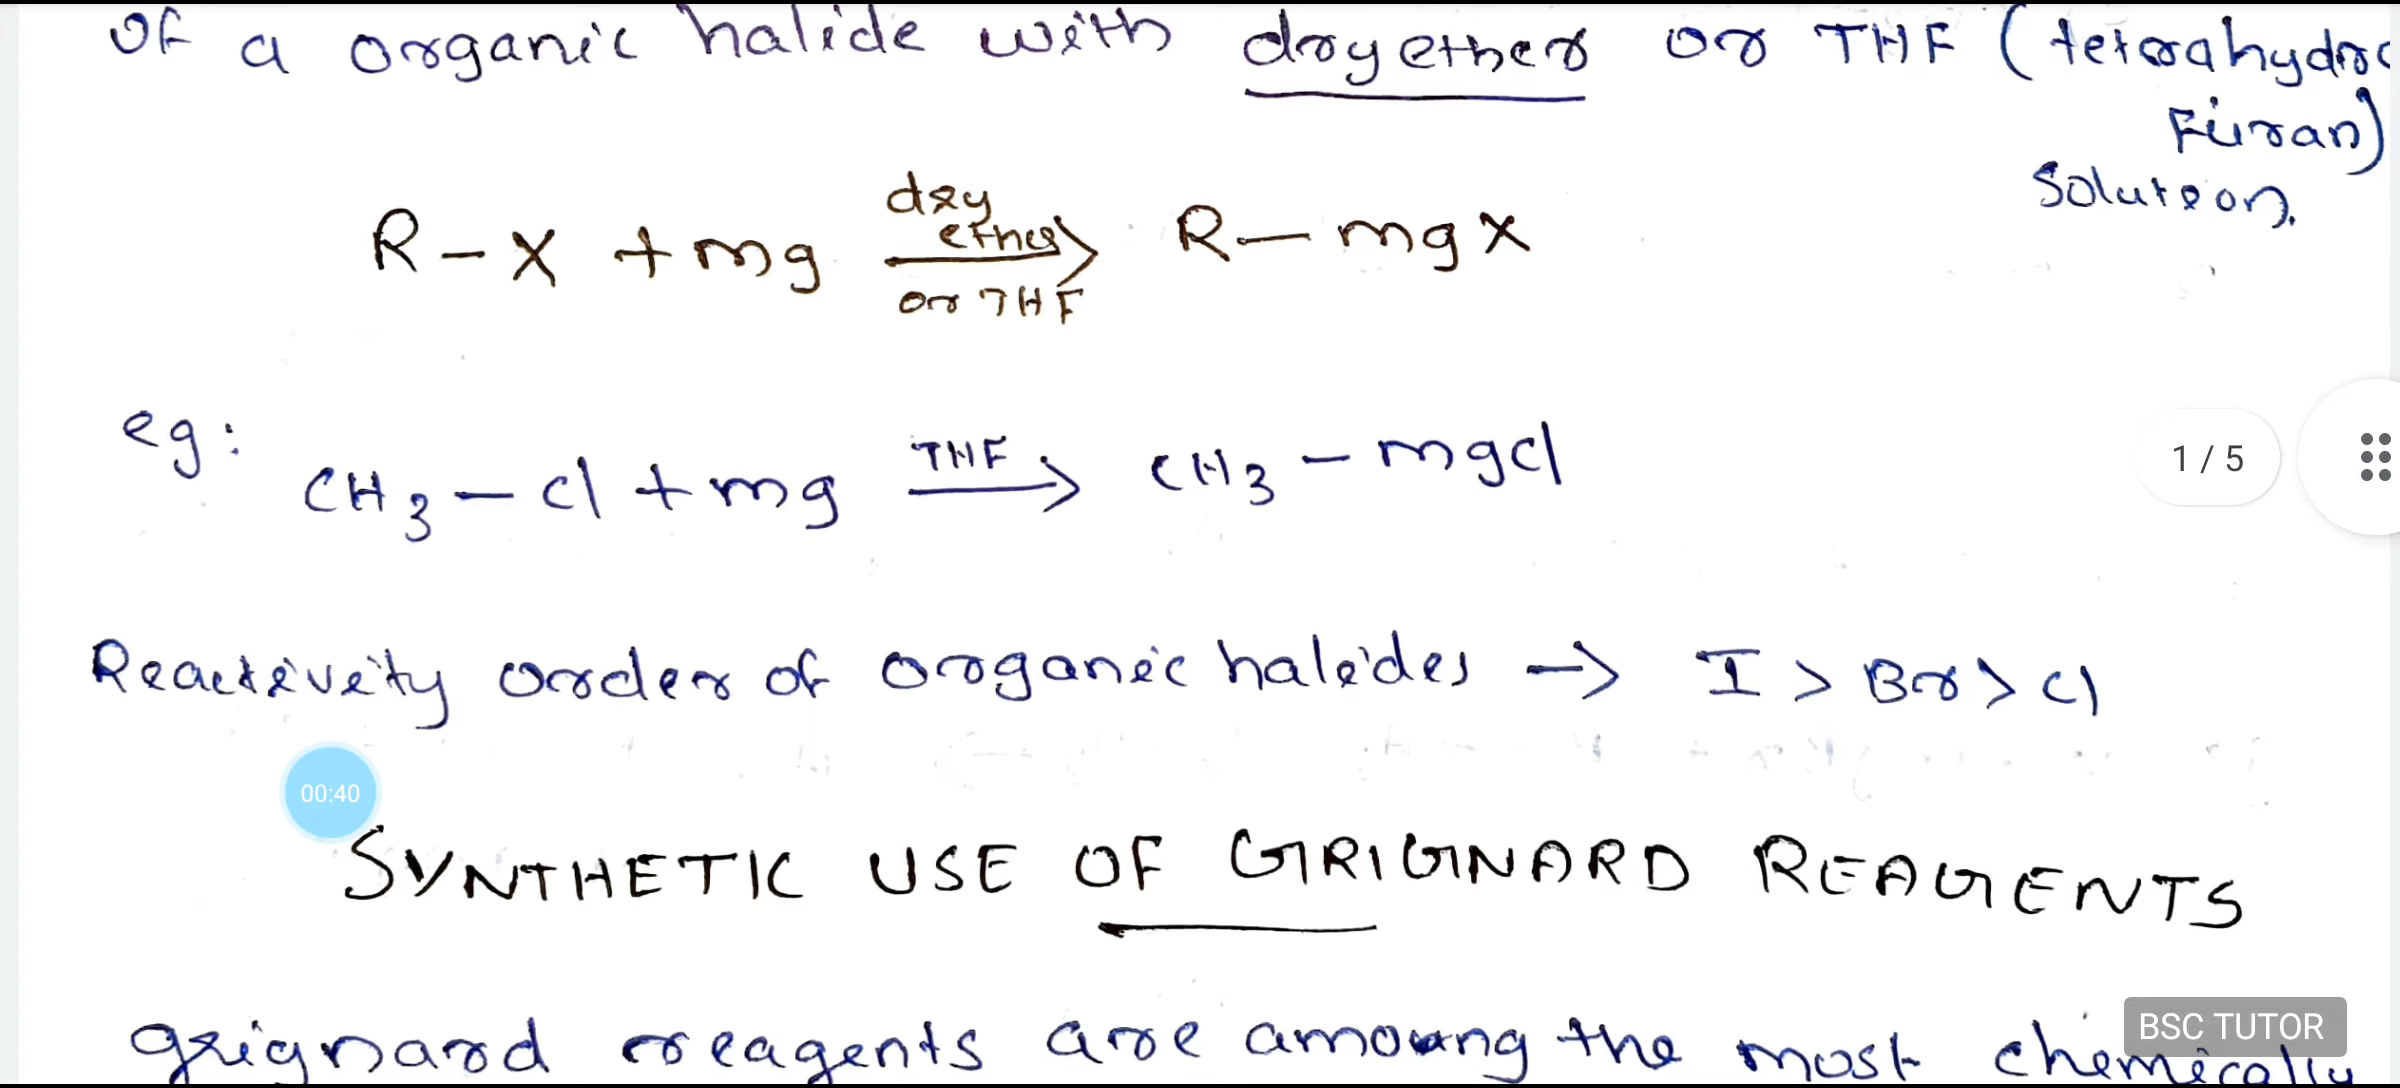 of a organic halide with dry ether or THF (tetrahydro
Furan)
Solution.
R - X + mg dry ether or THF → R - mg X
eg:
CH3 - Cl + mg THF → CH3 - mgCl
1 / 5
Reactivity order of organic halides → I > Br > Cl
00:40
SYNTHETIC USE OF GRIGNARD REAGENTS
grignard reagents are among the most chemically
BSC TUTOR